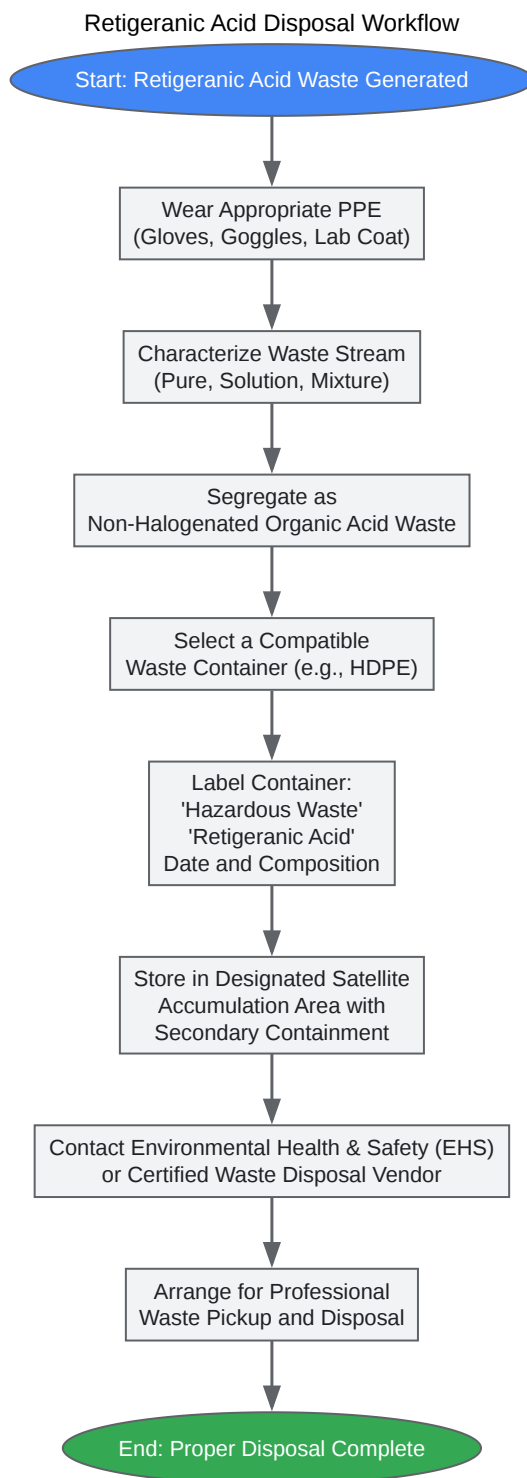 Retigeranic Acid Disposal Workflow
Start: Retigeranic Acid Waste Generated
Wear Appropriate PPE
(Gloves, Goggles, Lab Coat)
Characterize Waste Stream
(Pure, Solution, Mixture)
Segregate as
Non-Halogenated Organic Acid Waste
Select a Compatible
Waste Container (e.g., HDPE)
Label Container:
'Hazardous Waste'
'Retigeranic Acid'
Date and Composition
Store in Designated Satellite
Accumulation Area with
Secondary Containment
Contact Environmental Health & Safety (EHS)
or Certified Waste Disposal Vendor
Arrange for Professional
Waste Pickup and Disposal
End: Proper Disposal Complete